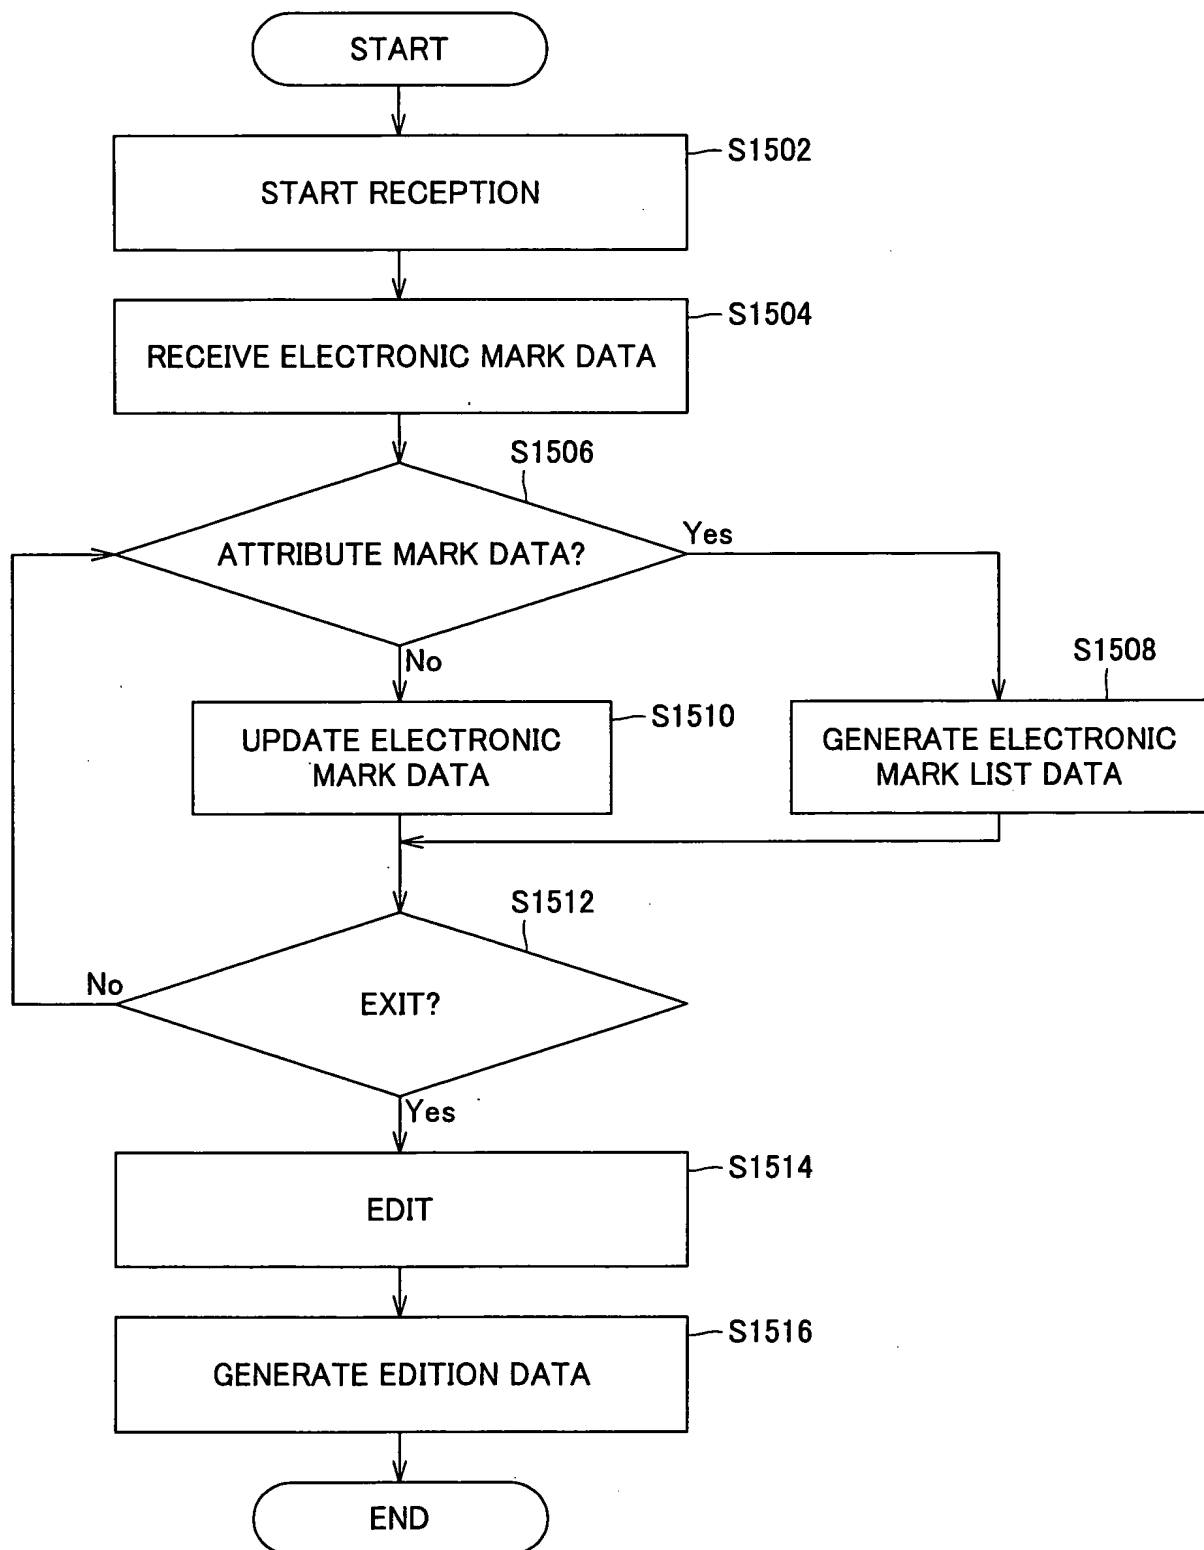 START
S1502
START RECEPTION
S1504
RECEIVE ELECTRONIC MARK DATA
S1506
ATTRIBUTE MARK DATA?
Yes
No
S1508
S1510
UPDATE ELECTRONIC
MARK DATA
GENERATE ELECTRONIC
MARK LIST DATA
S1512
EXIT?
No
Yes
S1514
EDIT
S1516
GENERATE EDITION DATA
END